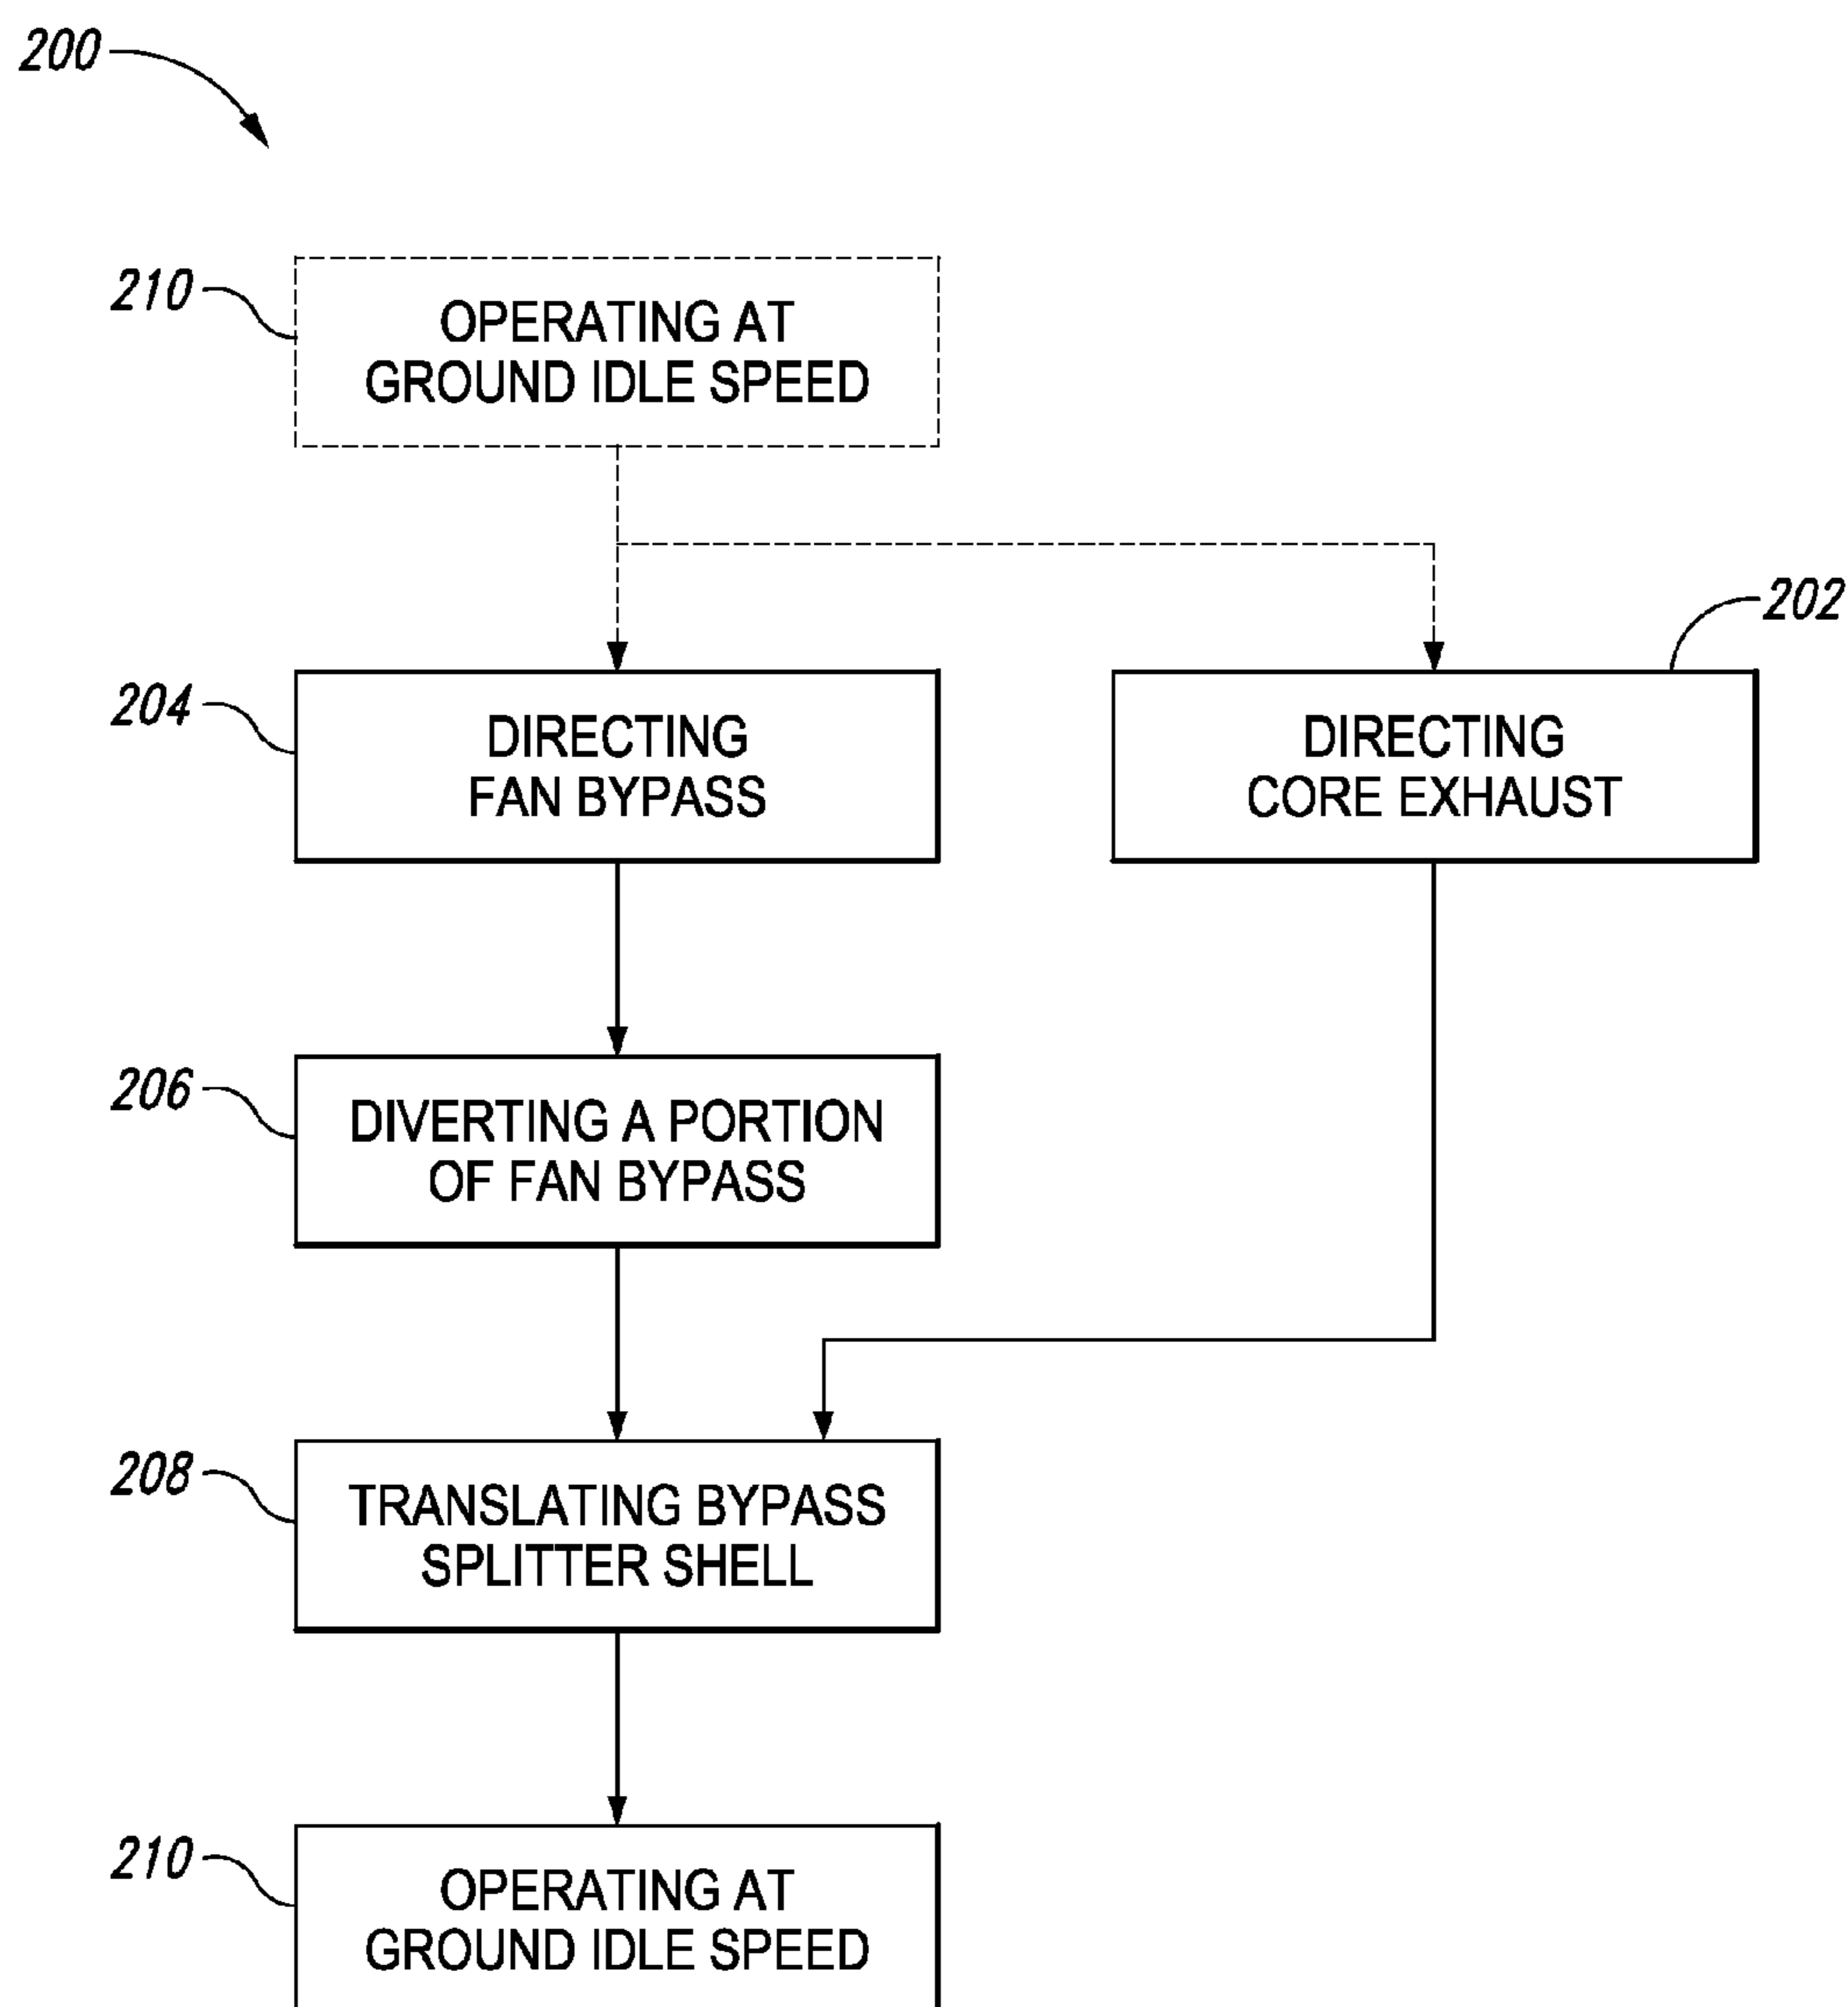 200
210
OPERATING AT
GROUND IDLE SPEED
202
204
DIRECTING
FAN BYPASS
DIRECTING
CORE EXHAUST
206
DIVERTING A PORTION
OF FAN BYPASS
208
TRANSLATING BYPASS
SPLITTER SHELL
210
OPERATING AT
GROUND IDLE SPEED